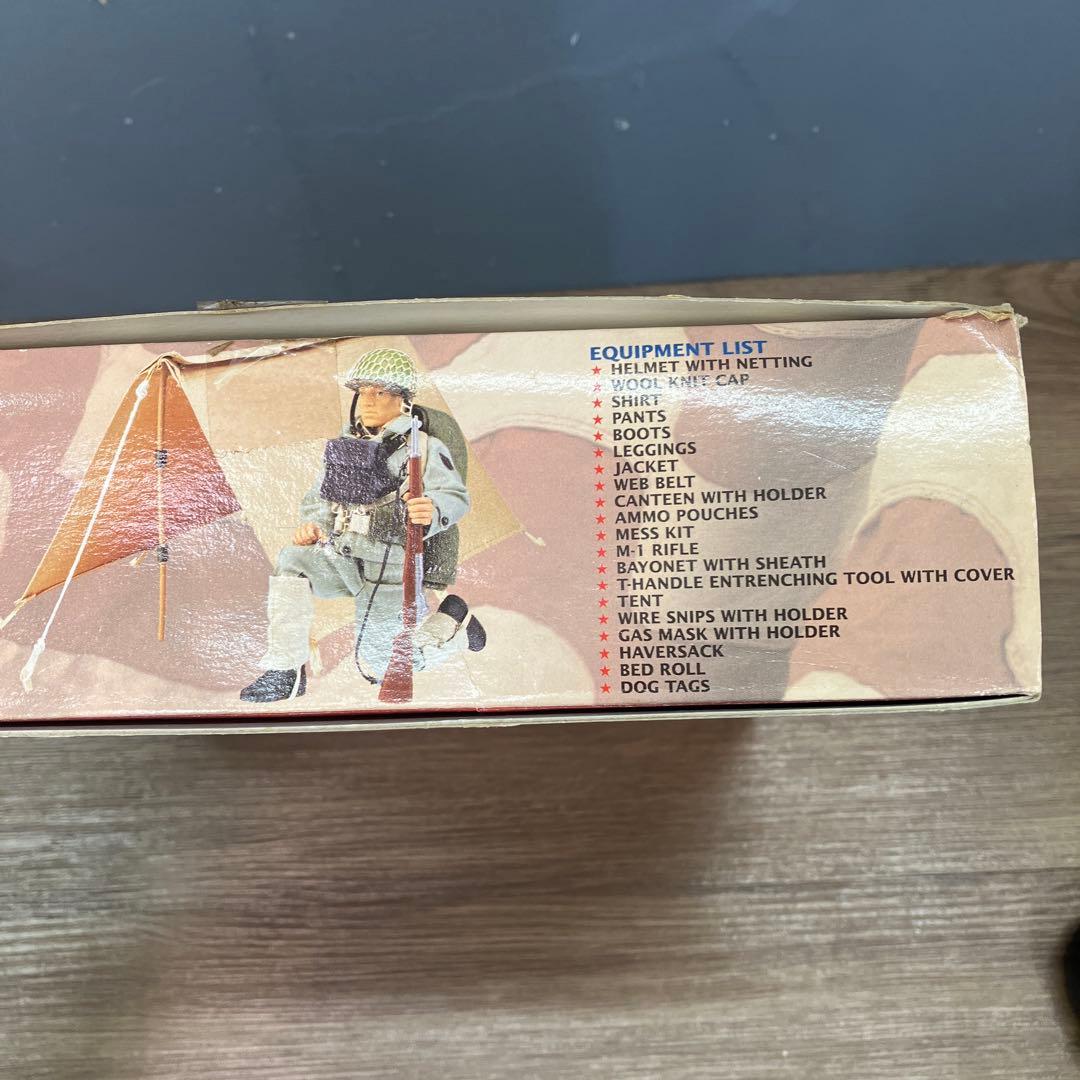 EQUIPMENT LIST
★ HELMET WITH NETTING
★ WOOL KNIT CAP
★ SHIRT
★ PANTS
★ BOOTS
★ LEGGINGS
★ JACKET
★ WEB BELT
★ CANTEEN WITH HOLDER
★ AMMO POUCHES
★ MESS KIT
★ M-1 RIFLE
★ BAYONET WITH SHEATH
★ T-HANDLE ENTRENCHING TOOL WITH COVER
★ TENT
★ WIRE SNIPS WITH HOLDER
★ GAS MASK WITH HOLDER
★ HAVERSACK
★ BED ROLL
★ DOG TAGS